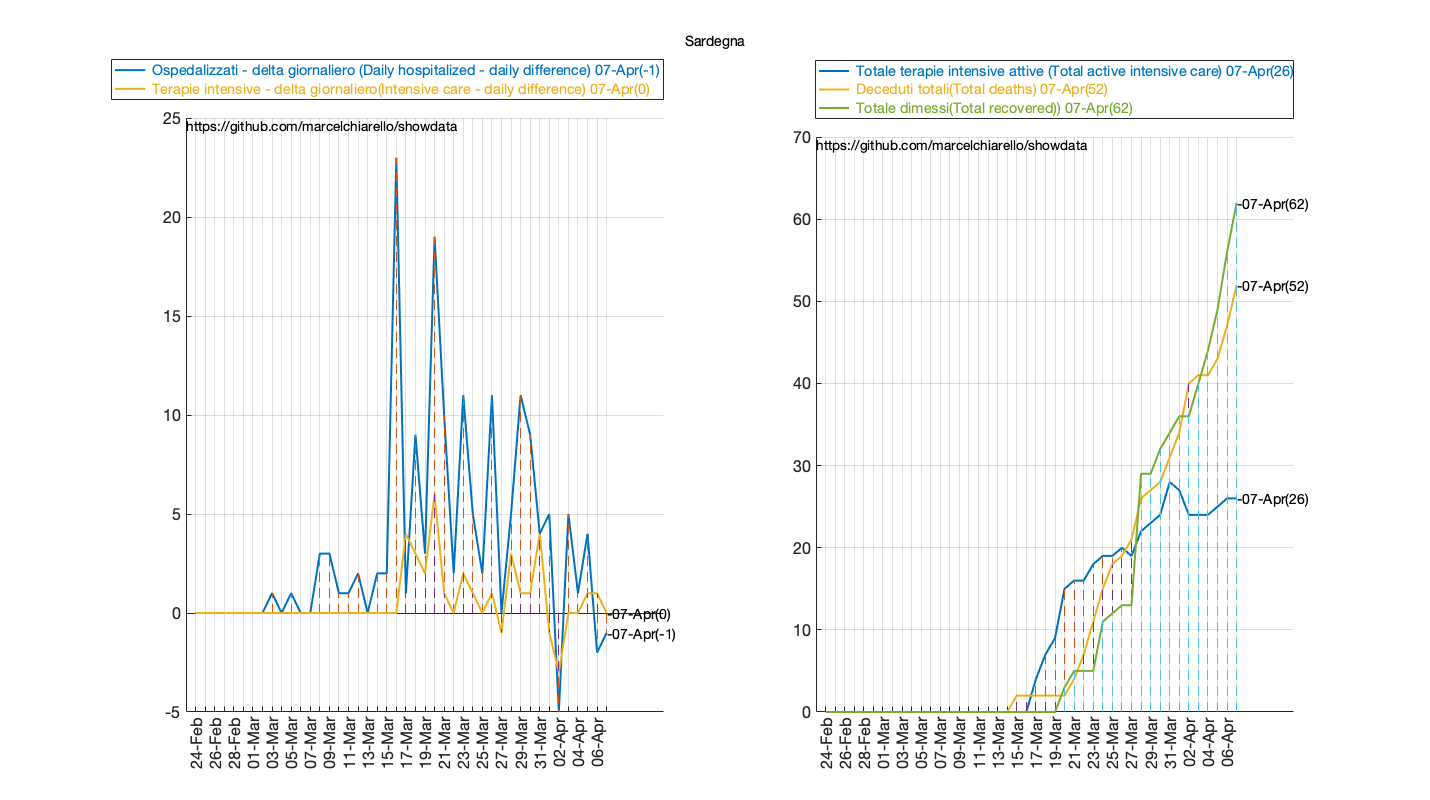 Sardegna
Ospedalizzati - delta giornaliero (Daily hospitalized - daily difference) 07-Apr(-1)
Terapie intensive - delta giornaliero(Intensive care - daily difference) 07-Apr(0)
https://github.com/marcelchiarello/showdata
25
20
15
10
5
0
-5
-07-Apr(0)
-07-Apr(-1)
24-Feb
26-Feb
28-Feb
01-Mar
03-Mar
05-Mar
07-Mar
09-Mar
11-Mar
13-Mar
15-Mar
17-Mar
19-Mar
21-Mar
23-Mar
25-Mar
27-Mar
29-Mar
31-Mar
02-Apr
04-Apr
06-Apr
Totale terapie intensive attive (Total active intensive care) 07-Apr(26)
Deceduti totali(Total deaths) 07-Apr(52)
Totale dimessi(Total recovered)) 07-Apr(62)
https://github.com/marcelchiarello/showdata
70
60
50
40
30
20
10
0
-07-Apr(62)
-07-Apr(52)
-07-Apr(26)
24-Feb
26-Feb
28-Feb
01-Mar
03-Mar
05-Mar
07-Mar
09-Mar
11-Mar
13-Mar
15-Mar
17-Mar
19-Mar
21-Mar
23-Mar
25-Mar
27-Mar
29-Mar
31-Mar
02-Apr
04-Apr
06-Apr